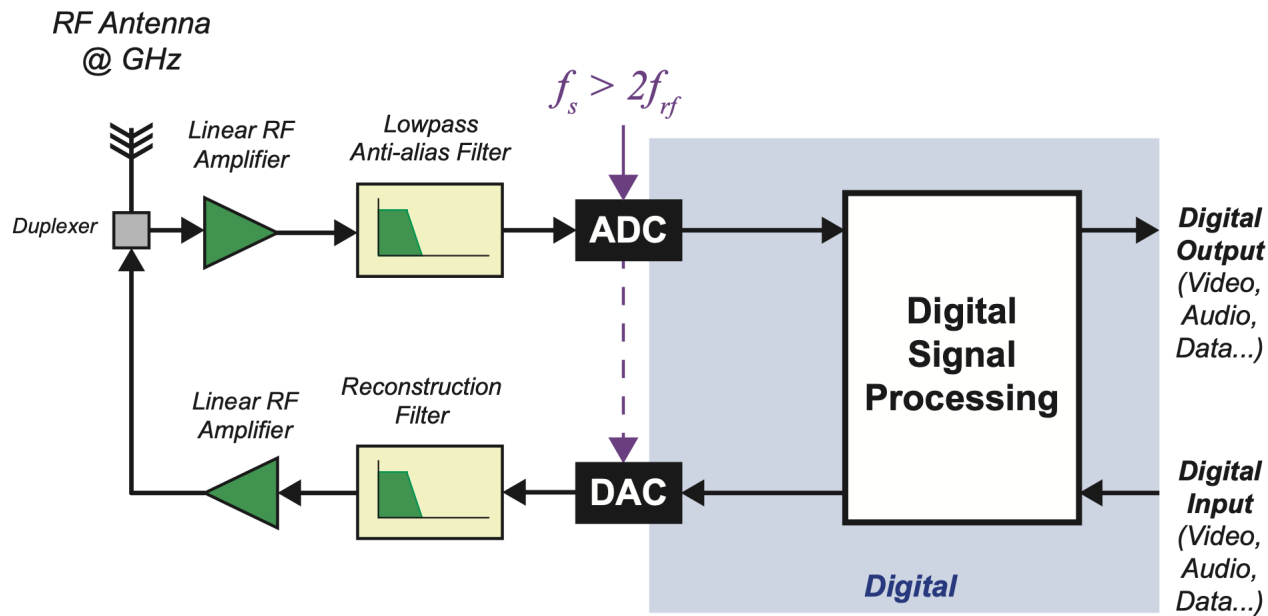 RF Antenna
@ GHz
f_s > 2f_rf
Linear RF
Amplifier
Lowpass
Anti-alias Filter
Duplexer
ADC
Digital
Output
(Video,
Audio,
Data...)
Digital
Signal
Processing
Linear RF
Amplifier
Reconstruction
Filter
DAC
Digital
Input
(Video,
Audio,
Data...)
Digital